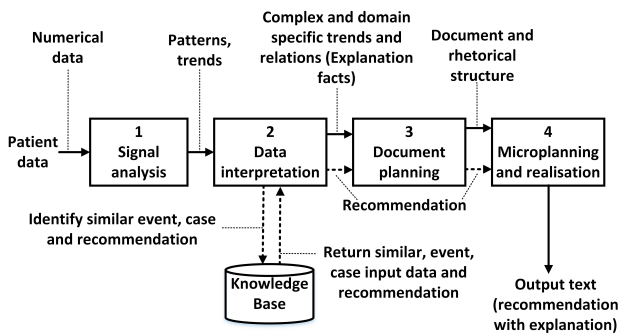 Numerical
data
Patterns,
trends
Complex and domain
specific trends and
relations (Explanation
facts)
Document and
rhetorical
structure
Patient
data
1
Signal
analysis
2
Data
interpretation
3
Document
planning
4
Microplanning
and realisation
Recommendation
Identify similar event, case
and recommendation
Return similar, event,
case input data and
recommendation
Knowledge
Base
Output text
(recommendation
with explanation)